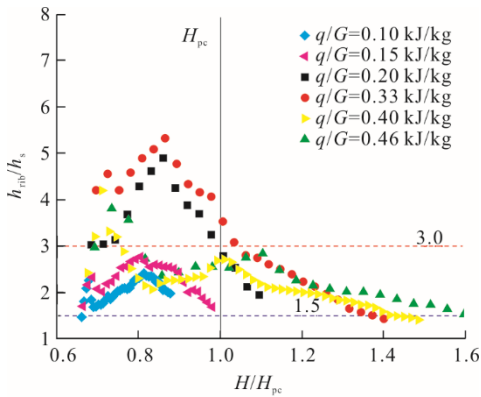 8
7
6
5
4
3
2
1
h_rib/h_s
H_pc
q/G=0.10 kJ/kg
q/G=0.15 kJ/kg
q/G=0.20 kJ/kg
q/G=0.33 kJ/kg
q/G=0.40 kJ/kg
q/G=0.46 kJ/kg
3.0
1.5
0.6 0.8 1.0 1.2 1.4 1.6
H/H_pc